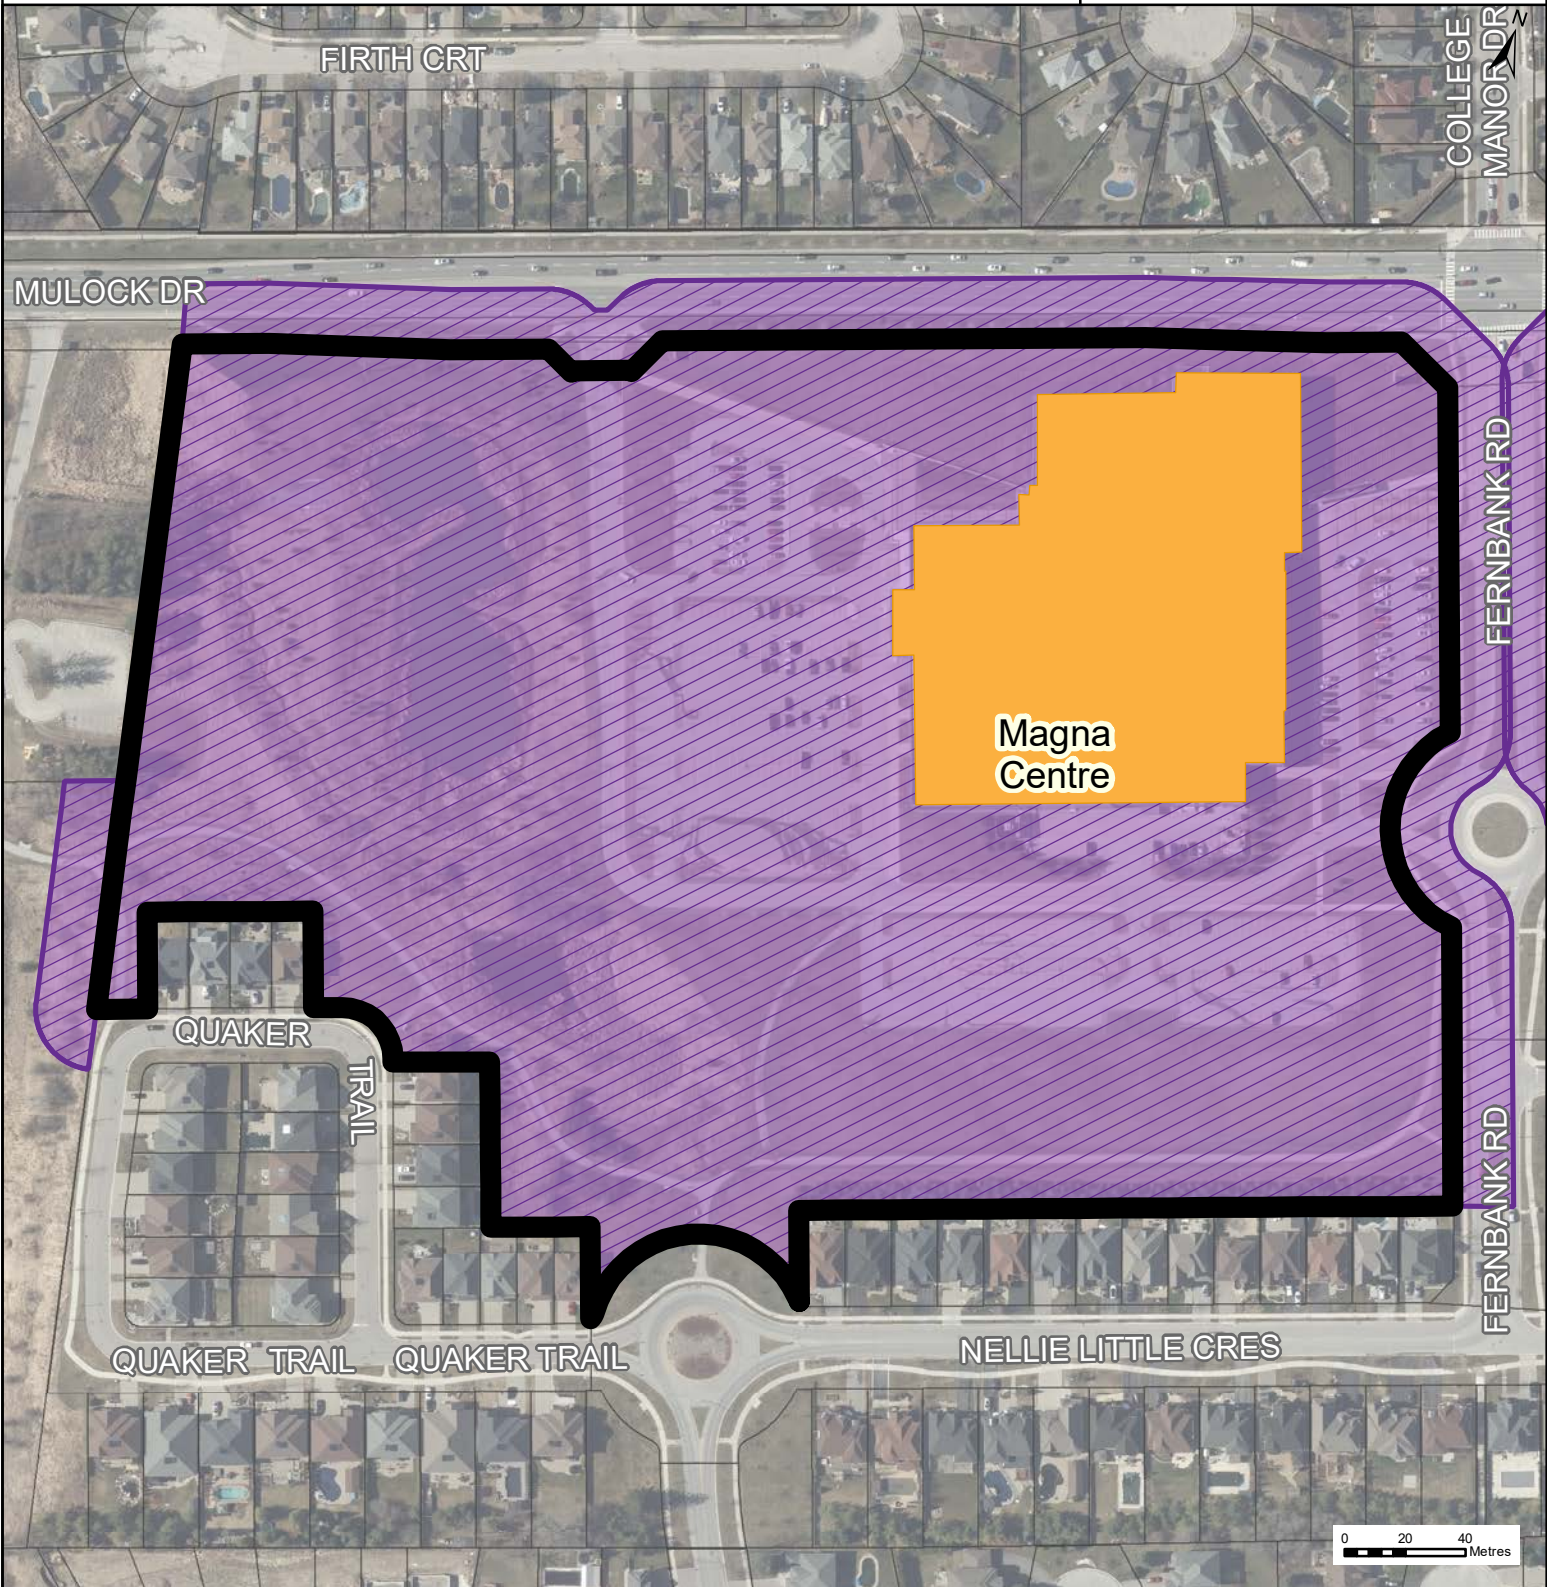 FIRTH CRT
COLLEGE
MANOR DR
N
MULOCK DR
FERNBANK RD
Magna
Centre
QUAKER
TRAIL
FERNBANK RD
QUAKER TRAIL
QUAKER TRAIL
NELLIE LITTLE CRES
0 20 40
Metres